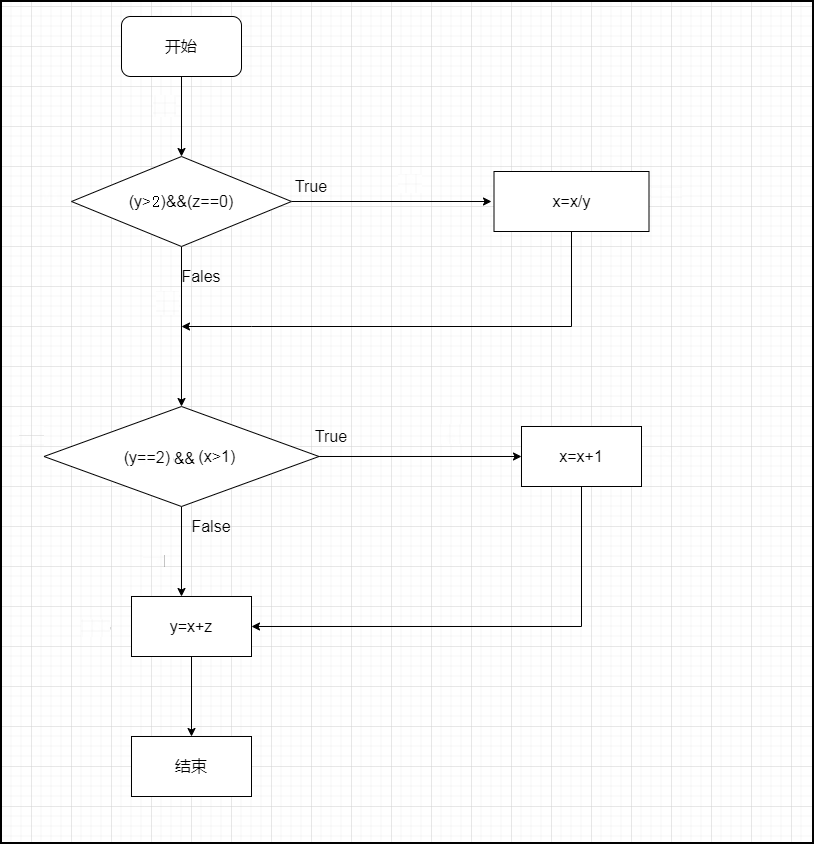 开始
(y>2)&&(z==0)
True
x=x/y
Fales
(y==2) && (x>1)
True
x=x+1
False
y=x+z
结束